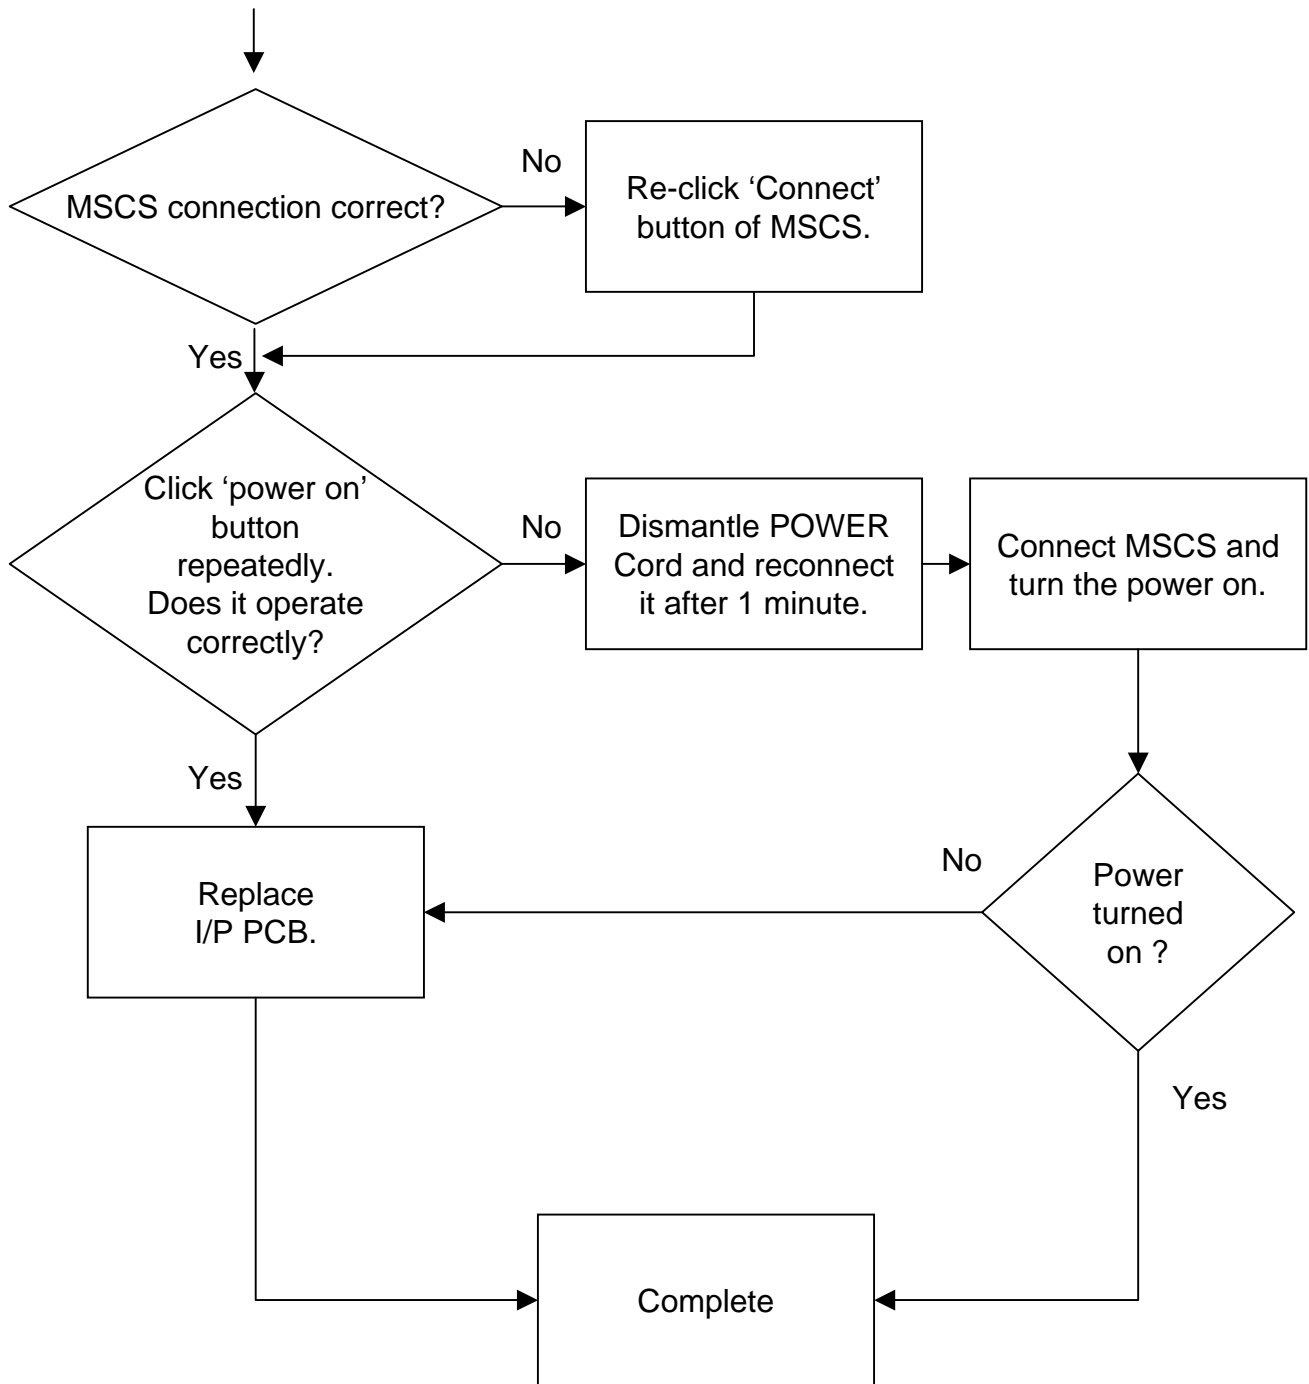 MSCS connection correct?
No
Re-click ‘Connect’
button of MSCS.
Yes
Click ‘power on’
button
repeatedly.
Does it operate
correctly?
No
Dismantle POWER
Cord and reconnect
it after 1 minute.
Connect MSCS and
turn the power on.
Yes
Replace
I/P PCB.
No
Power
turned
on ?
Yes
Complete